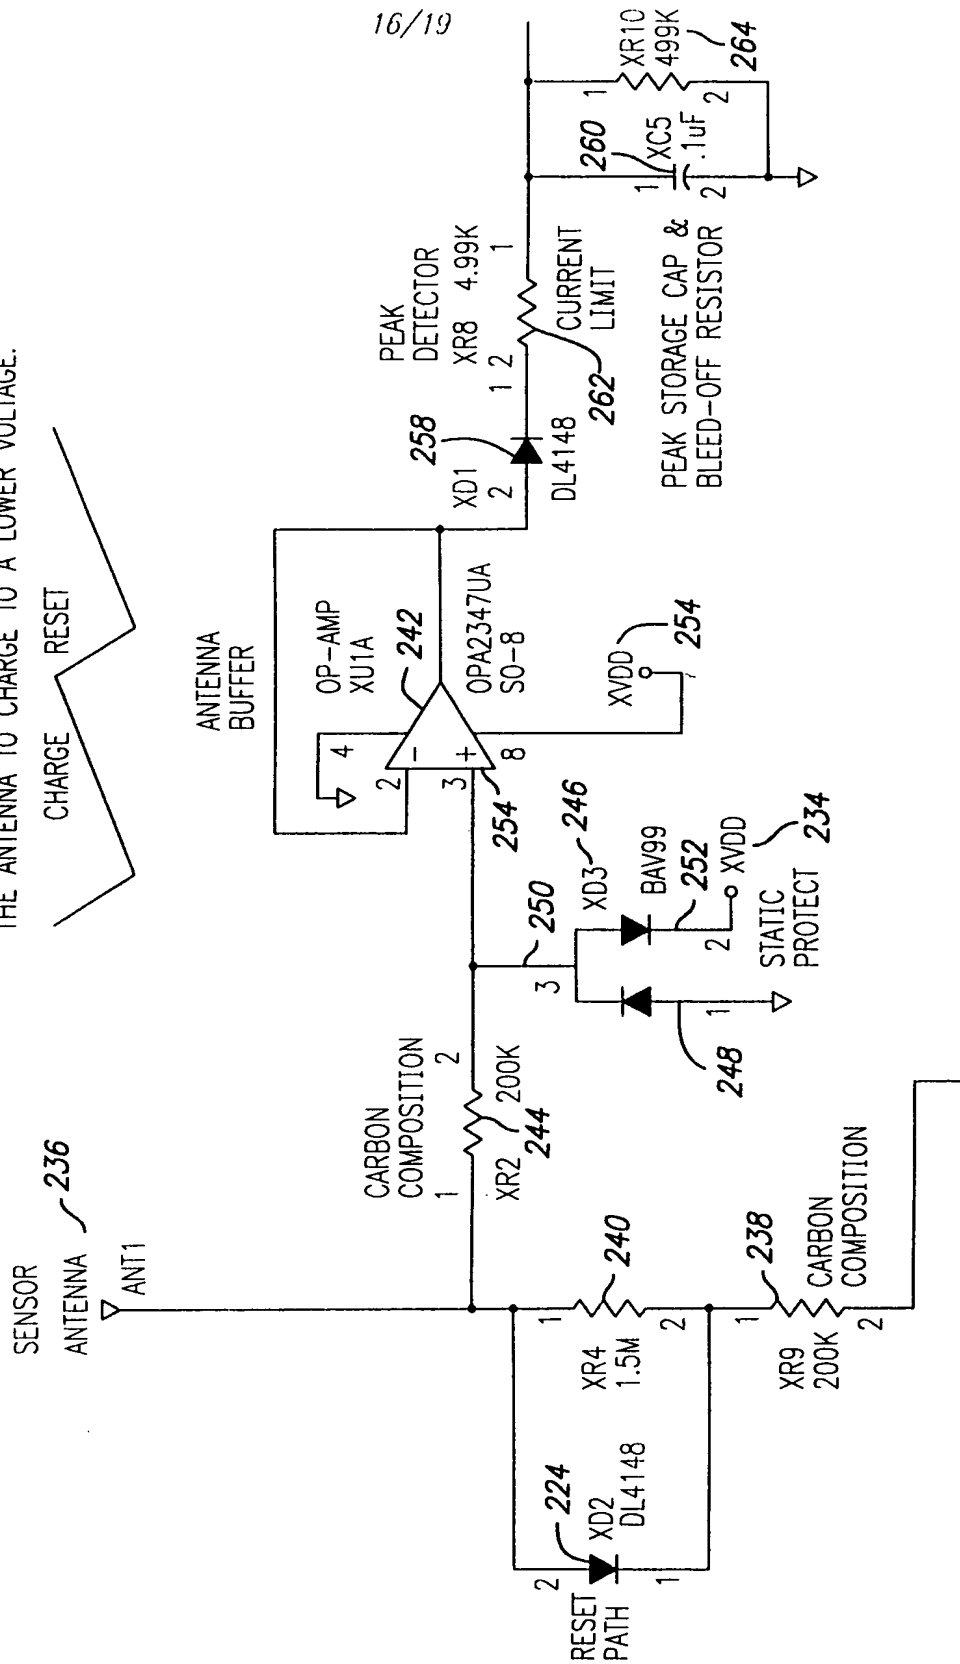 16/19
THE ANTENNA TO CHARGE TO A LOWER VOLTAGE.
CHARGE RESET
SENSOR
ANTENNA 236
ANT1
ANTENNA
BUFFER
OP-AMP
XU1A
242
4
2
-
3
+
8
254
OPA2347UA
SO-8
XVDD 254
PEAK
DETECTOR
XR8 4.99K
1 2
1
258
XD1
2
DL4148
262
CURRENT
LIMIT
260
XC5
.1uF
1
2
XR10
499K
264
1
2
PEAK STORAGE CAP &
BLEED-OFF RESISTOR
CARBON
COMPOSITION
1
2
XR2 200K
244
250
3
XD3 246
BAV99
252
2
XVDD
234
STATIC
PROTECT
1
248
240
1
2
XR4
1.5M
238
1
2
XR9
200K
CARBON
COMPOSITION
224
2
1
XD2
DL4148
RESET
PATH